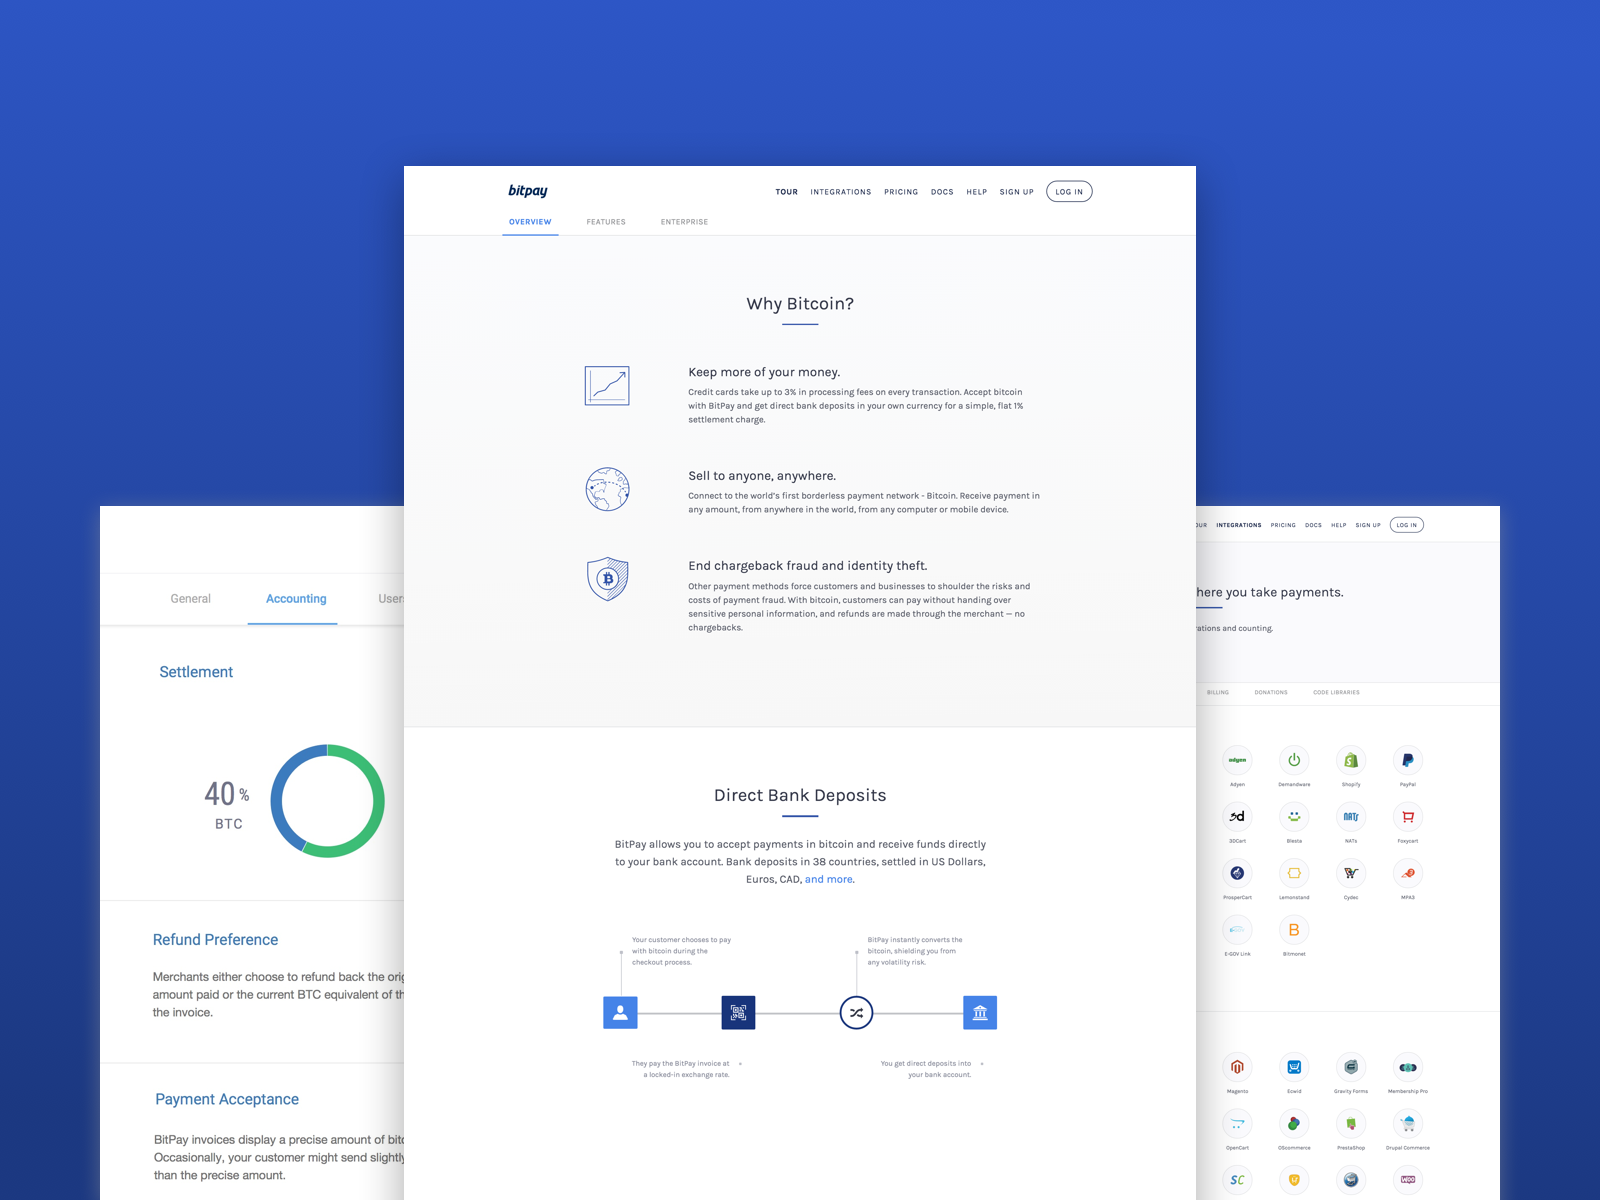 bitpay
TOUR INTEGRATIONS PRICING DOCS HELP SIGN UP LOG IN
OVERVIEW FEATURES ENTERPRISE
Why Bitcoin?
Keep more of your money.
Credit cards take up to 3% in processing fees on every transaction. Accept bitcoin
with BitPay and get direct bank deposits in your own currency for a simple, flat 1%
settlement charge.
Sell to anyone, anywhere.
Connect to the world's first borderless payment network - Bitcoin. Receive payment in
any amount, from anywhere in the world, from any computer or mobile device.
End chargeback fraud and identity theft.
Other payment methods force customers and businesses to shoulder the risks and
costs of payment fraud. With bitcoin, customers can pay without handing over
sensitive personal information, and refunds are made through the merchant — no
chargebacks.
Direct Bank Deposits
BitPay allows you to accept payments in bitcoin and receive funds directly
to your bank account. Bank deposits in 38 countries, settled in US Dollars,
Euros, CAD, and more.
Your customer chooses to pay
with bitcoin during the
checkout process.
BitPay instantly converts the
bitcoin, shielding you from
any volatility risk.
They pay the BitPay invoice at
a locked-in exchange rate.
You get direct deposits into
your bank account.
General Accounting User
Settlement
40 %
BTC
Refund Preference
Merchants either choose to refund back the orig
amount paid or the current BTC equivalent of th
the invoice.
Payment Acceptance
BitPay invoices display a precise amount of bitc
Occasionally, your customer might send slightly
than the precise amount.
OUR INTEGRATIONS PRICING DOCS HELP SIGN UP LOG IN
here you take payments.
rations and counting.
BILLING DONATIONS CODE LIBRARIES
adyen
Adyen Demandware Shopify PayPal
3d NATS
3DCart Blesta NATs Foxycart
ProsperCart Lemonstand Cydec MPA3
B
E-GOV Link Bitmonet
Magento Ecwid Gravity Forms Membership Pro
OpenCart OScommerce PrestaShop Drupal Commerce
SC Woo